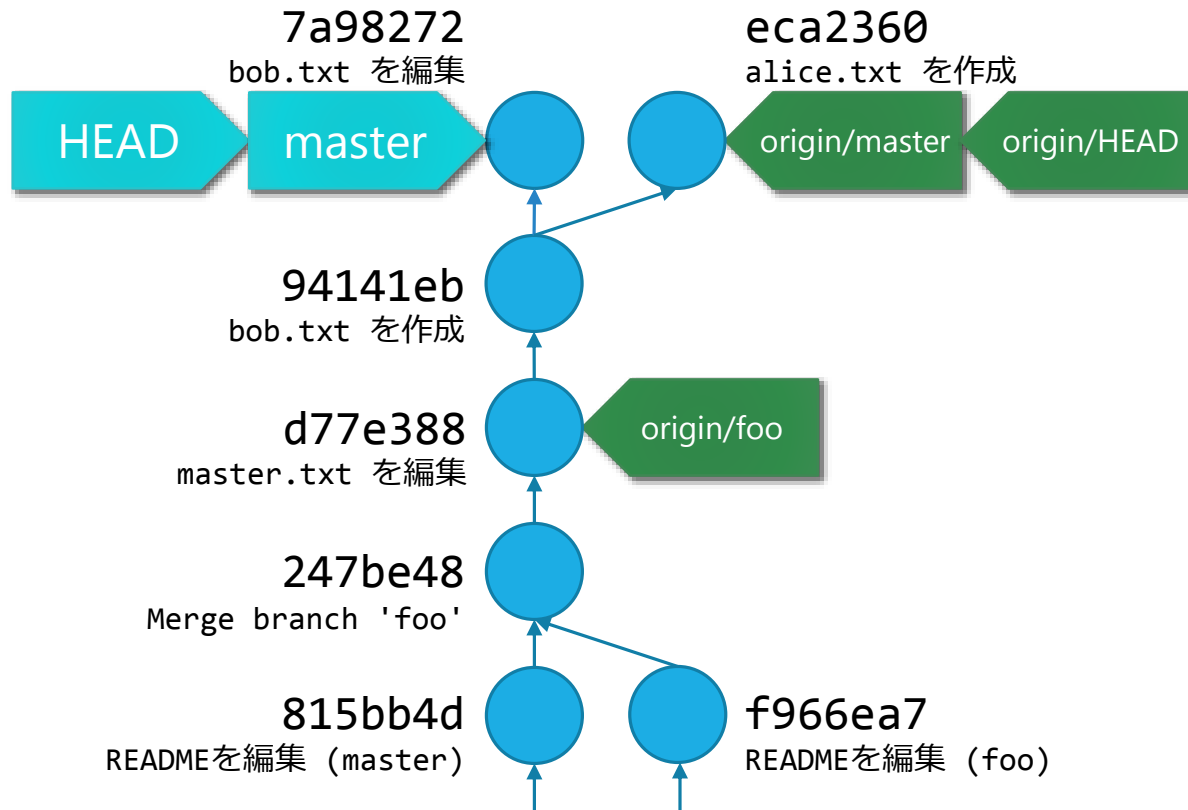 7a98272
bob.txt を編集
eca2360
alice.txt を作成
HEAD
master
origin/master
origin/HEAD
94141eb
bob.txt を作成
d77e388
master.txt を編集
origin/foo
247be48
Merge branch 'foo'
815bb4d
READMEを編集 (master)
f966ea7
READMEを編集 (foo)